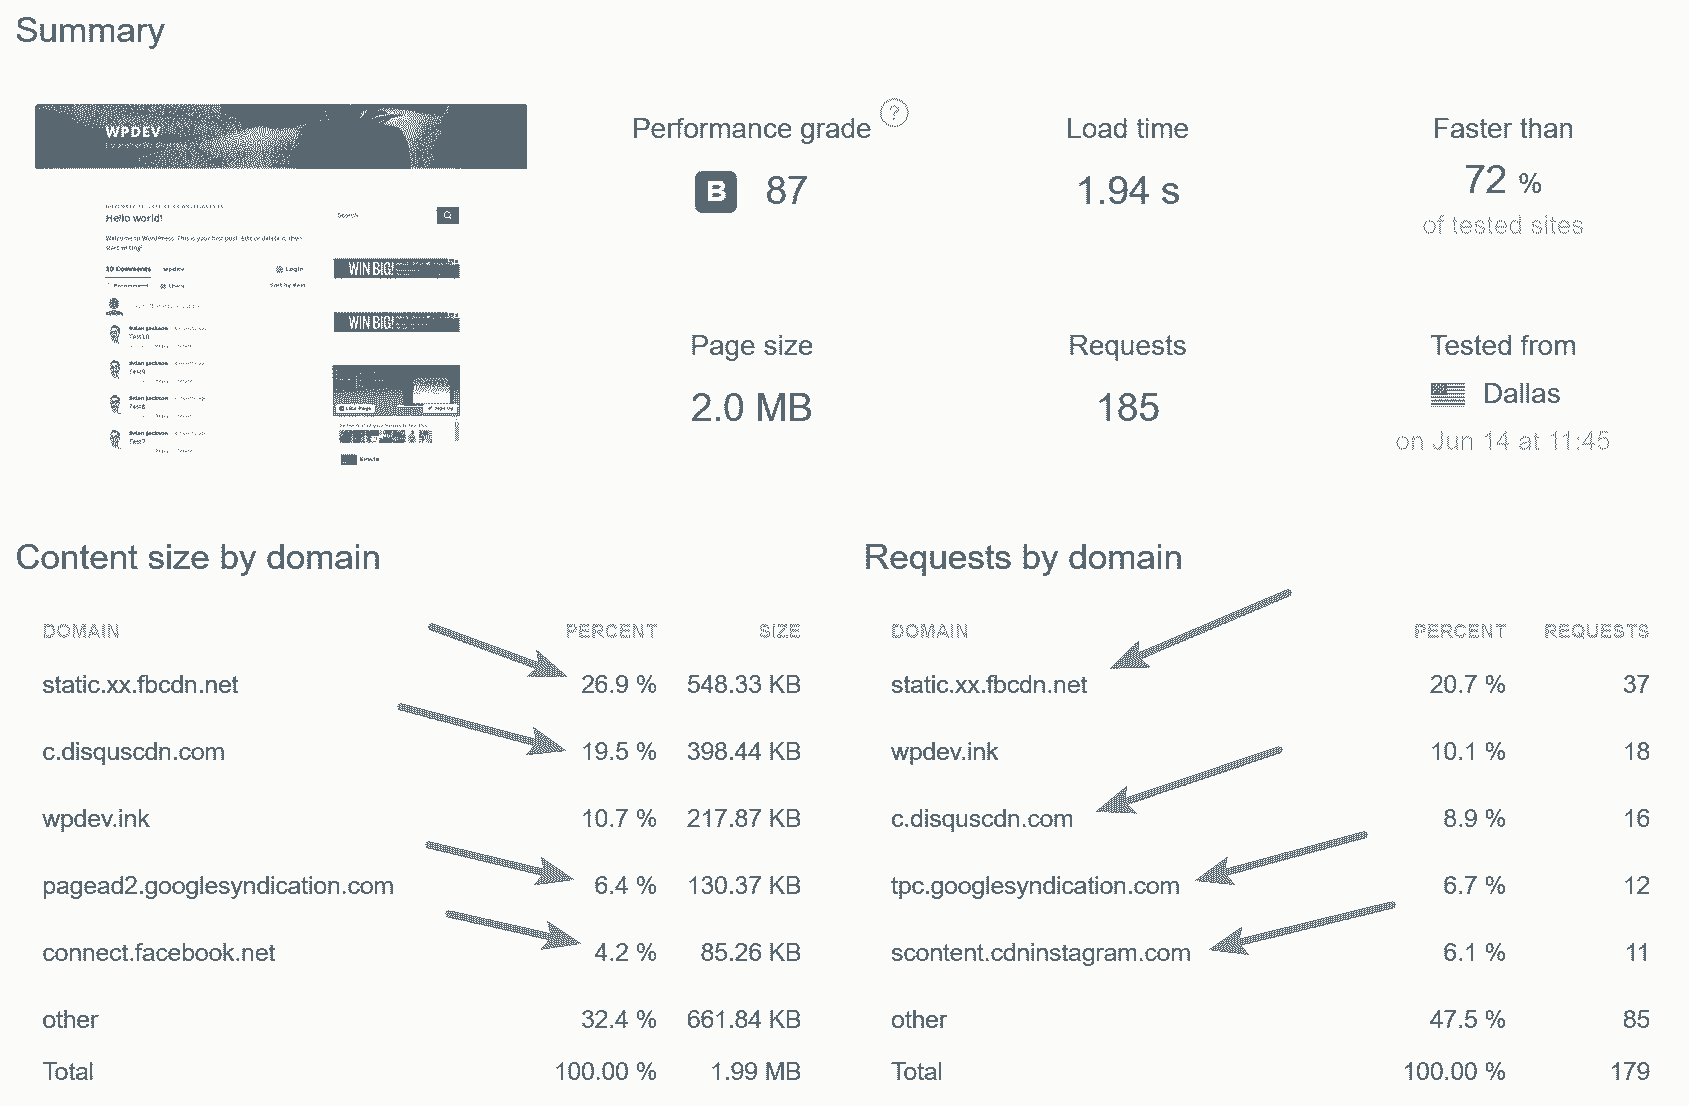 Summary
WPDEV
Hello world!
Search
Welcome to WordPress. This is your first post. Edit or delete it, then
start writing!
WIN BIG!
WIN BIG!
Performance grade ?
B 87
Load time
1.94 s
Faster than
72 %
of tested sites
Page size
2.0 MB
Requests
185
Tested from
Dallas
on Jun 14 at 11:45
Content size by domain
DOMAIN PERCENT SIZE
static.xx.fbcdn.net 26.9 % 548.33 KB
c.disquscdn.com 19.5 % 398.44 KB
wpdev.ink 10.7 % 217.87 KB
pagead2.googlesyndication.com 6.4 % 130.37 KB
connect.facebook.net 4.2 % 85.26 KB
other 32.4 % 661.84 KB
Total 100.00 % 1.99 MB
Requests by domain
DOMAIN PERCENT REQUESTS
static.xx.fbcdn.net 20.7 % 37
wpdev.ink 10.1 % 18
c.disquscdn.com 8.9 % 16
tpc.googlesyndication.com 6.7 % 12
scontent.cdninstagram.com 6.1 % 11
other 47.5 % 85
Total 100.00 % 179